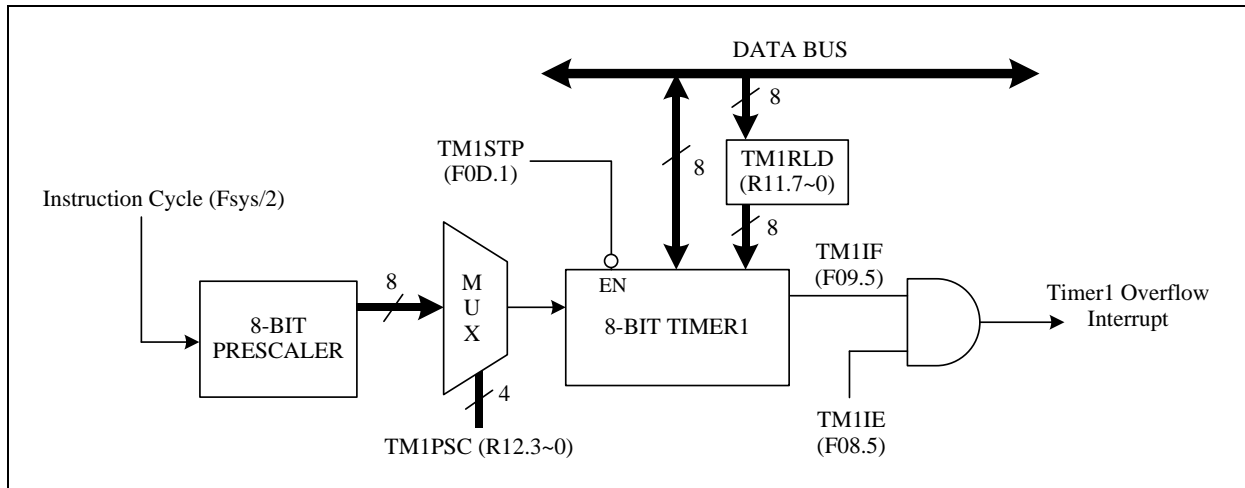 DATA BUS
8
TM1STP
(F0D.1)
8
TM1RLD
(R11.7~0)
Instruction Cycle (Fsys/2)
8
TM1IF
(F09.5)
8
M
U
X
EN
8-BIT
PRESCALER
8-BIT TIMER1
Timer1 Overflow
Interrupt
4
TM1PSC (R12.3~0)
TM1IE
(F08.5)